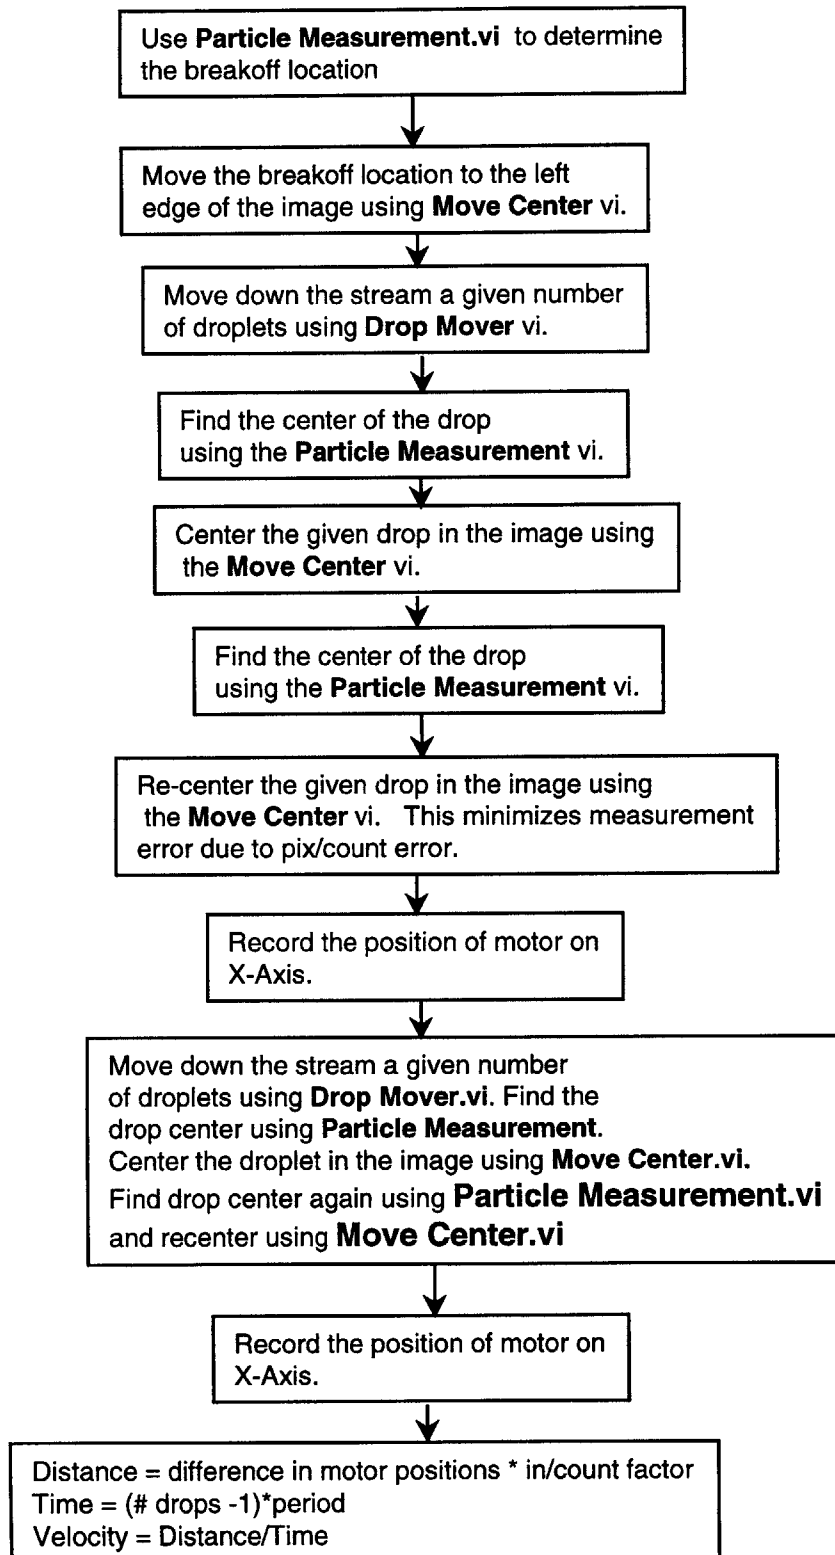 Use Particle Measurement.vi to determine
the breakoff location
Move the breakoff location to the left
edge of the image using Move Center vi.
Move down the stream a given number
of droplets using Drop Mover vi.
Find the center of the drop
using the Particle Measurement vi.
Center the given drop in the image using
the Move Center vi.
Find the center of the drop
using the Particle Measurement vi.
Re-center the given drop in the image using
the Move Center vi. This minimizes measurement
error due to pix/count error.
Record the position of motor on
X-Axis.
Move down the stream a given number
of droplets using Drop Mover.vi. Find the
drop center using Particle Measurement.
Center the droplet in the image using Move Center.vi.
Find drop center again using Particle Measurement.vi
and recenter using Move Center.vi
Record the position of motor on
X-Axis.
Distance = difference in motor positions * in/count factor
Time = (# drops -1)*period
Velocity = Distance/Time